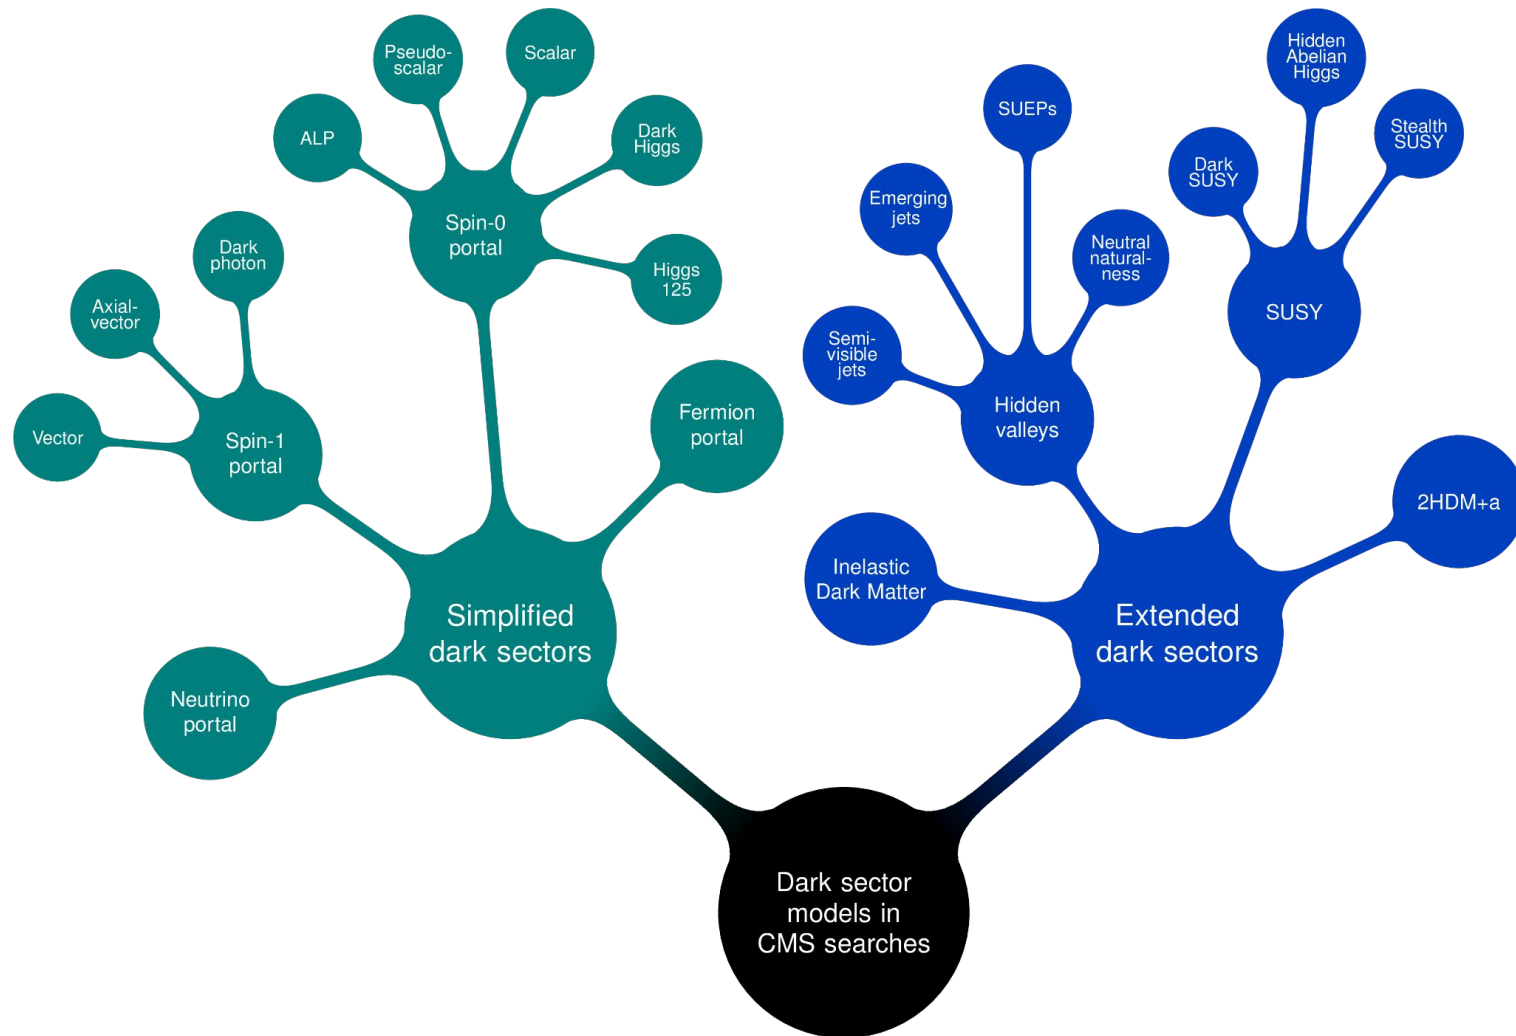 Pseudo-
scalar
Scalar
ALP
Dark
Higgs
Spin-0
portal
Higgs
125
Dark
photon
Axial-
vector
Vector
Spin-1
portal
Fermion
portal
Simplified
dark sectors
Neutrino
portal
Hidden
Abelian
Higgs
SUEPs
Stealth
SUSY
Dark
SUSY
Emerging
jets
Neutral
natural-
ness
SUSY
Semi-
visible
jets
Hidden
valleys
2HDM+a
Inelastic
Dark Matter
Extended
dark sectors
Dark sector
models in
CMS searches